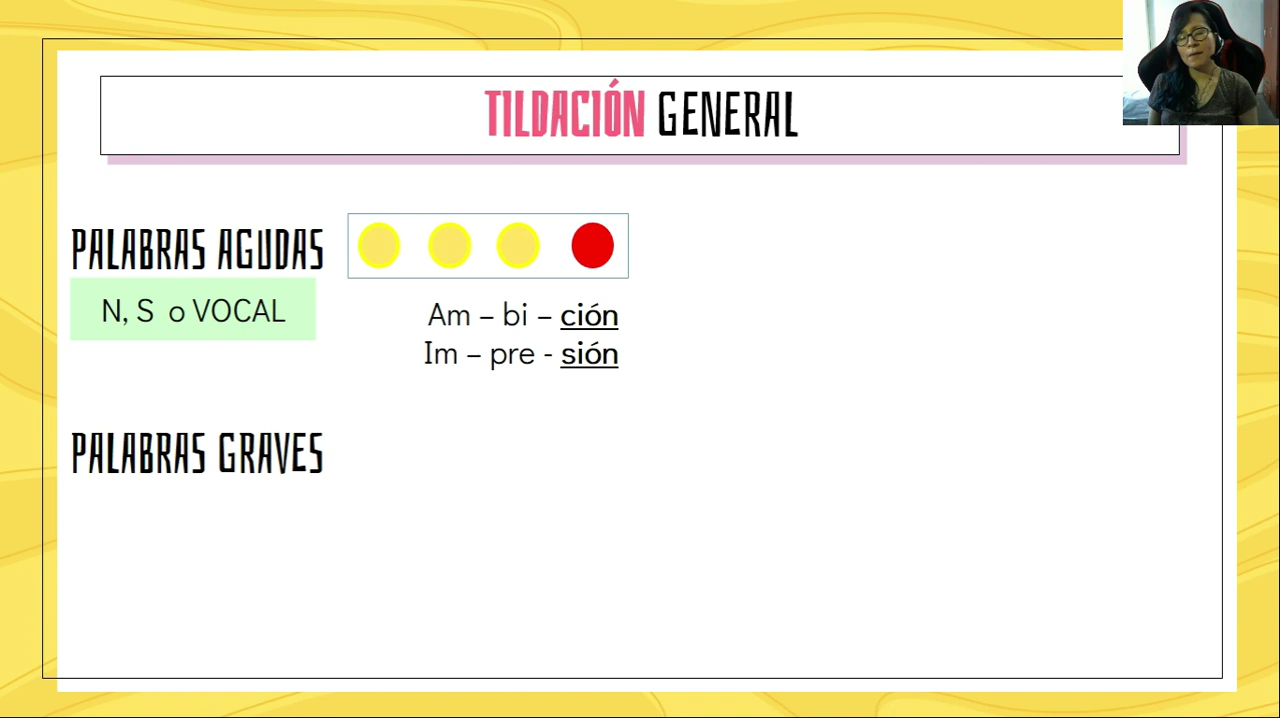 TILDACIÓN GENERAL
PALABRAS AGUDAS
N, S o VOCAL
Am – bi – ción
Im – pre - sión
PALABRAS GRAVES